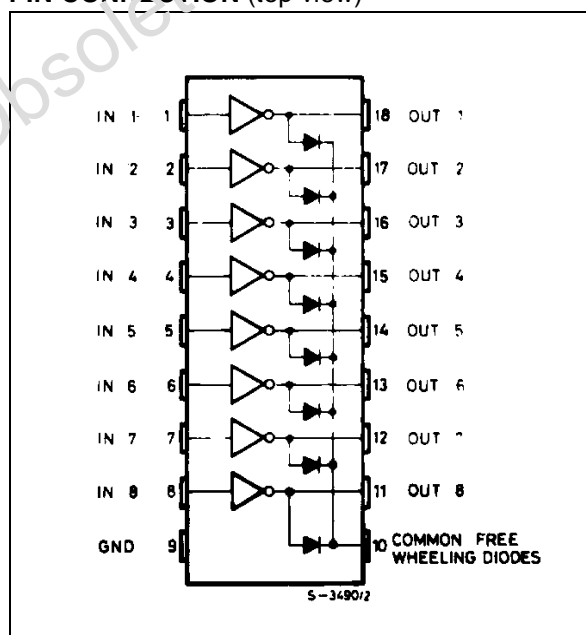 PIN CONNECTION (top view)
obsolet
IN 1 1 18 OUT 1
IN 2 2 17 OUT 2
IN 3 3 16 OUT 3
IN 4 4 15 OUT 4
IN 5 5 14 OUT 5
IN 6 6 13 OUT 6
IN 7 7 12 OUT
IN 8 8 11 OUT 8
GND 9 10 COMMON FREE
WHEELING DIODES
S-3490/2